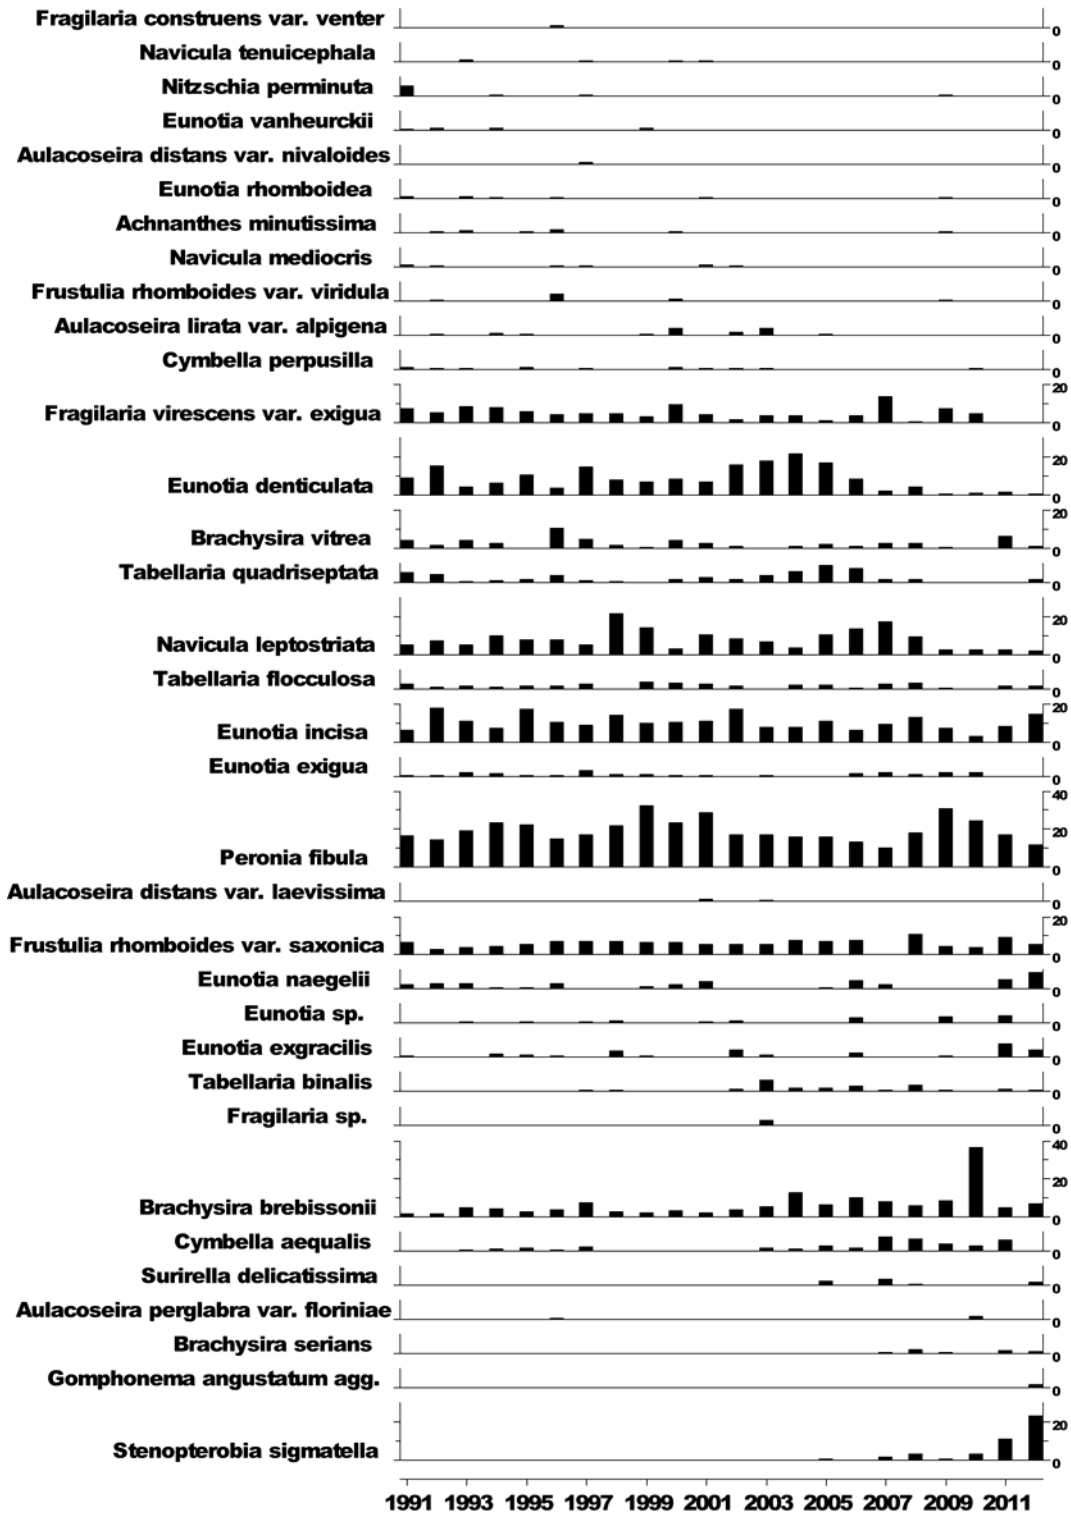 Fragilaria construens var. venter 0
Navicula tenuicephala 0
Nitzschia perminuta 0
Eunotia vanheurckii 0
Aulacoseira distans var. nivaloides 0
Eunotia rhomboidea 0
Achnanthes minutissima 0
Navicula mediocris 0
Frustulia rhomboides var. viridula 0
Aulacoseira lirata var. alpigena 0
Cymbella perpusilla 0
20
Fragilaria virescens var. exigua 0
20
Eunotia denticulata 0
20
Brachysira vitrea 0
Tabellaria quadriseptata 0
20
Navicula leptostriata 0
Tabellaria flocculosa 0
20
Eunotia incisa 0
Eunotia exigua 0
40
20
Peronia fibula 0
Aulacoseira distans var. laevissima 0
20
Frustulia rhomboides var. saxonica 0
Eunotia naegelii 0
Eunotia sp. 0
Eunotia exgracilis 0
Tabellaria binalis 0
Fragilaria sp. 0
40
20
Brachysira brebissonii 0
Cymbella aequalis 0
Surirella delicatissima 0
Aulacoseira perglabra var. floriniae 0
Brachysira serians 0
Gomphonema angustatum agg. 0
20
Stenopterobia sigmatella 0
1991 1993 1995 1997 1999 2001 2003 2005 2007 2009 2011